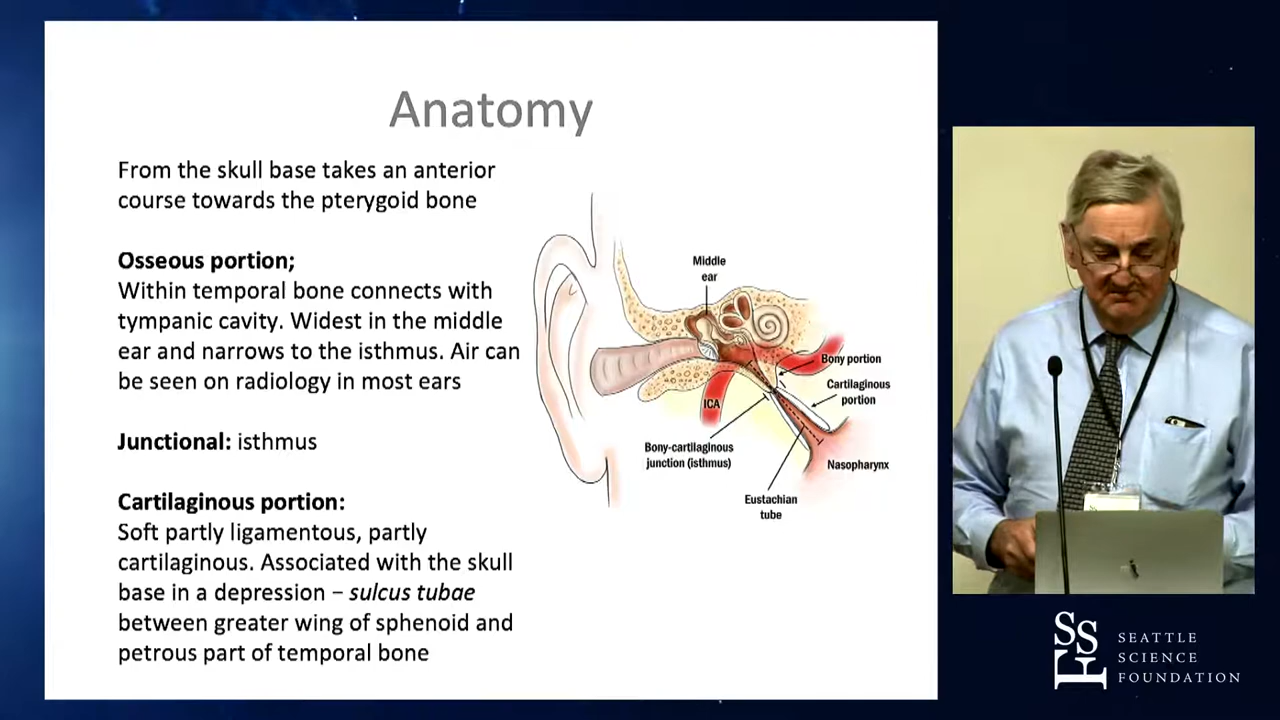 Anatomy
From the skull base takes an anterior
course towards the pterygoid bone
Osseous portion;
Within temporal bone connects with
tympanic cavity. Widest in the middle
ear and narrows to the isthmus. Air can
be seen on radiology in most ears
Junctional: isthmus
Cartilaginous portion:
Soft partly ligamentous, partly
cartilaginous. Associated with the skull
base in a depression – sulcus tubae
between greater wing of sphenoid and
petrous part of temporal bone
Middle
ear
Bony portion
Cartilaginous
portion
ICA
Bony-cartilaginous
junction (isthmus)
Nasopharynx
Eustachian
tube
SSF
SEATTLE
SCIENCE
FOUNDATION